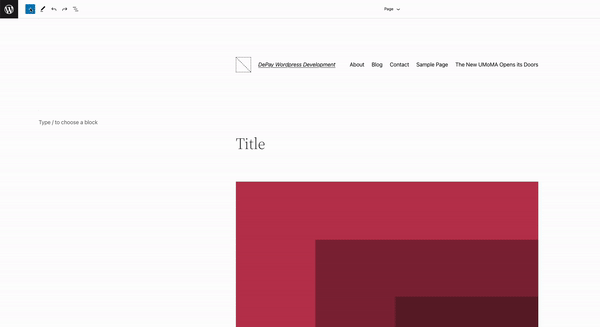 Page
DePay Wordpress Development About Blog Contact Sample Page The New UMoMA Opens its Doors
Type / to choose a block
Title